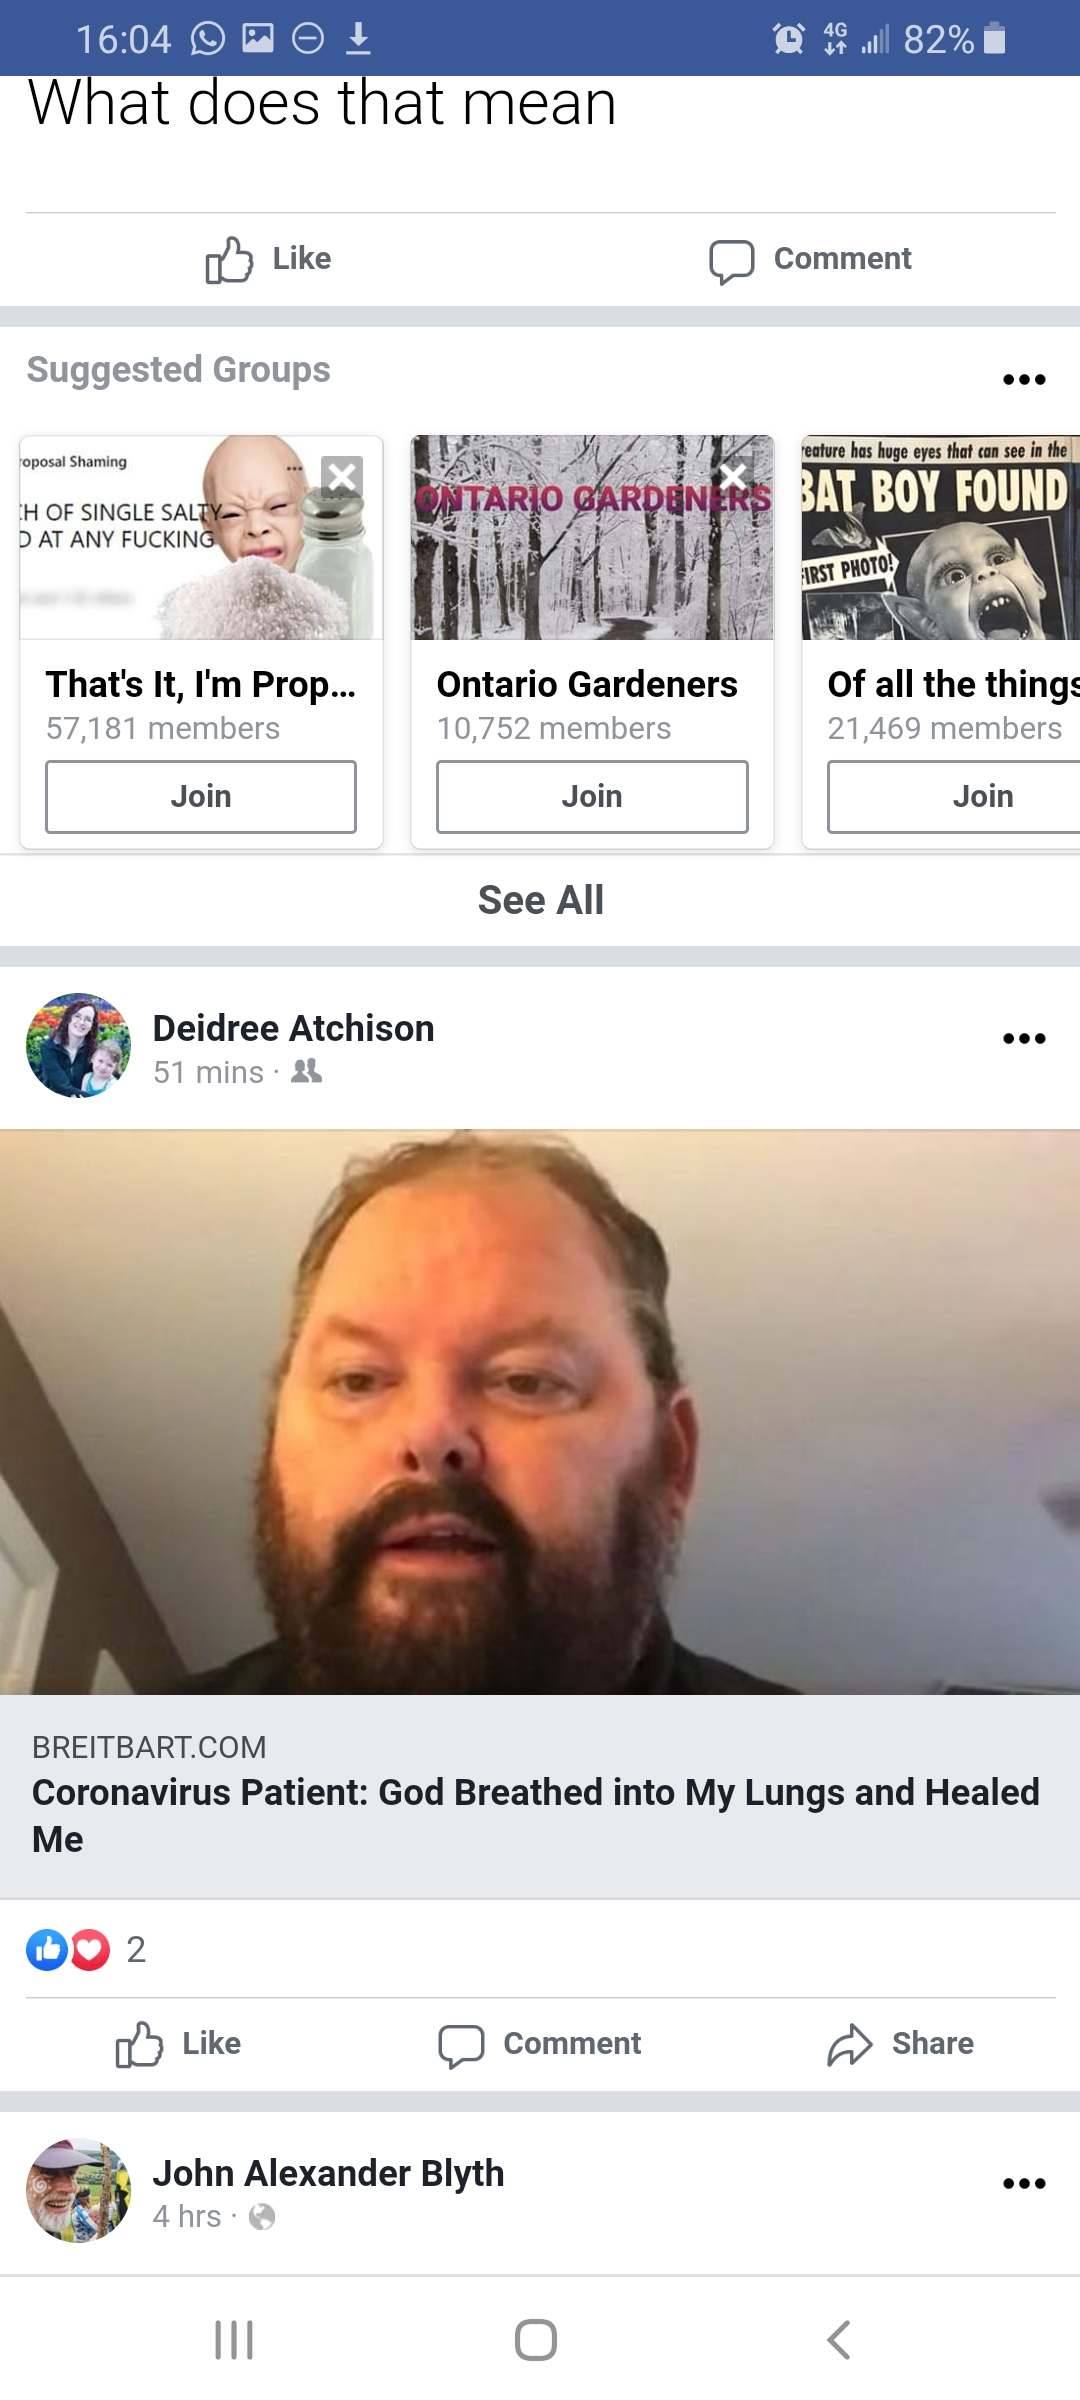 16:04 4G 82%
What does that mean
Like Comment
Suggested Groups
oposal Shaming
H OF SINGLE SALTY
AT ANY FUCKING
ONTARIO GARDENERS
eature has huge eyes that can see in the
BAT BOY FOUND
FIRST PHOTO!
That's It, I'm Prop... Ontario Gardeners Of all the things
57,181 members 10,752 members 21,469 members
Join Join Join
See All
Deidree Atchison
51 mins ·
BREITBART.COM
Coronavirus Patient: God Breathed into My Lungs and Healed
Me
2
Like Comment Share
John Alexander Blyth
4 hrs ·